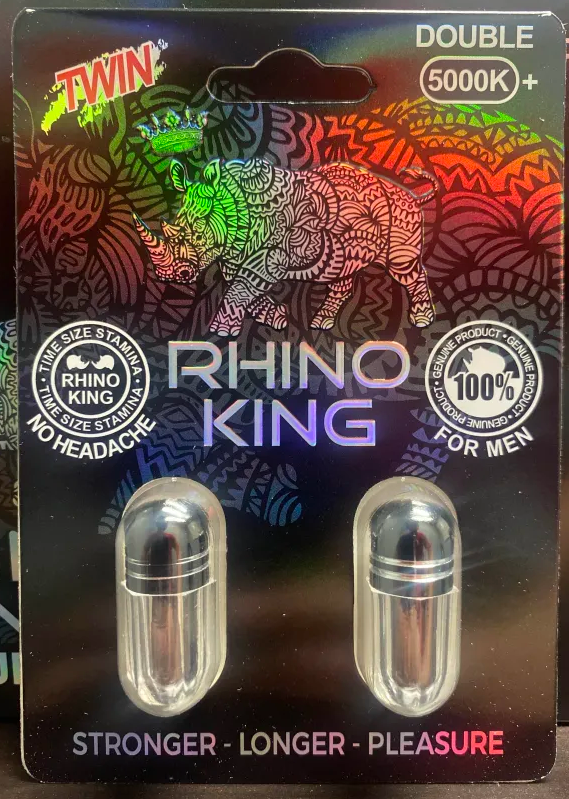 DOUBLE
TWIN
5000K +
TIME SIZE STAMINA
RHINO
KING
TIME SIZE STAMINA
NO HEADACHE
RHINO
KING
GENUINE PRODUCT • GENUINE PRODUCT
100%
GENUINE PRODUCT
FOR MEN
STRONGER - LONGER - PLEASURE